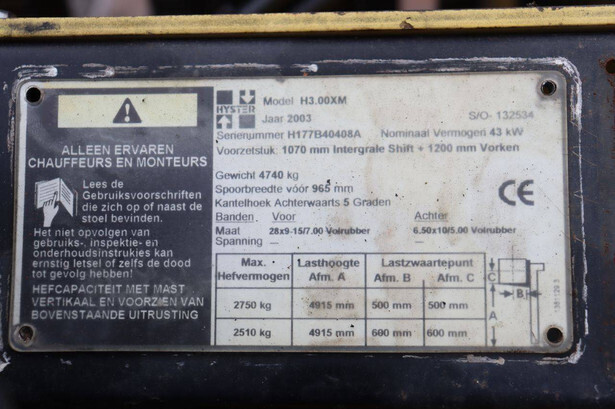 ALLEEN ERVAREN
CHAUFFEURS EN MONTEURS
Lees de
Gebruiksvoorschriften
die zich op of naast de
stoel bevinden.
Het niet opvolgen van
gebruiks-, inspektie- en
onderhoudsinstrukies kan
ernstig letsel of zelfs de dood
tot gevolg hebben!
HEFCAPACITEIT MET MAST
VERTIKAAL EN VOORZIEN VAN
BOVENSTAANDE UITRUSTING
HYSTER
Model H3.00XM
Jaar 2003 S/O- 132534
Serienummer H177B40408A Nominaal Vermogen 43 kW
Voorzetstuk: 1070 mm Intergrale Shift + 1200 mm Vorken
Gewicht 4740 kg
Spoorbreedte vóór 965 mm
Kantelhoek Achterwaarts 5 Graden
CE
Banden Voor Achter
Maat 28x9-15/7.00 Volrubber 6.50x10/5.00 Volrubber
Spanning — —
Max. Lasthoogte Lastzwaartepunt
Hefvermogen Afm. A Afm. B Afm. C
2750 kg 4915 mm 500 mm 500 mm
2510 kg 4915 mm 600 mm 600 mm
C
B
A